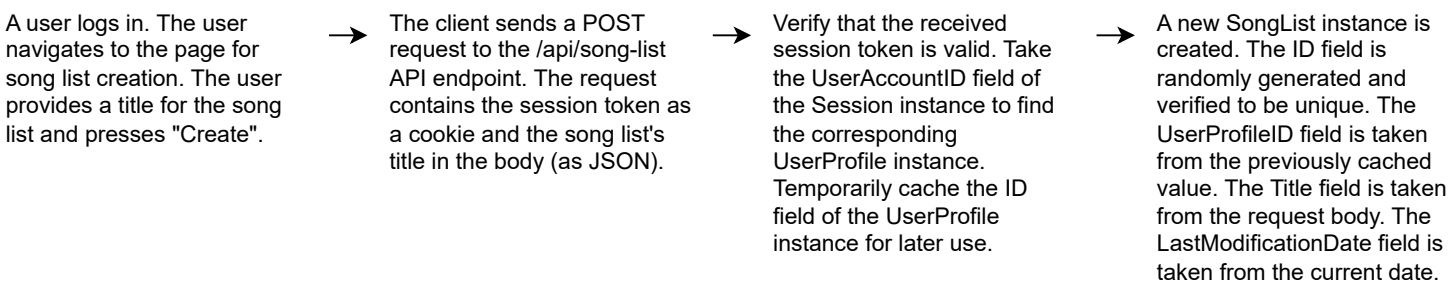 A user logs in. The user
navigates to the page for
song list creation. The user
provides a title for the song
list and presses "Create".
The client sends a POST
request to the /api/song-list
API endpoint. The request
contains the session token as
a cookie and the song list's
title in the body (as JSON).
Verify that the received
session token is valid. Take
the UserAccountID field of
the Session instance to find
the corresponding
UserProfile instance.
Temporarily cache the ID
field of the UserProfile
instance for later use.
A new SongList instance is
created. The ID field is
randomly generated and
verified to be unique. The
UserProfileID field is taken
from the previously cached
value. The Title field is taken
from the request body. The
LastModificationDate field is
taken from the current date.